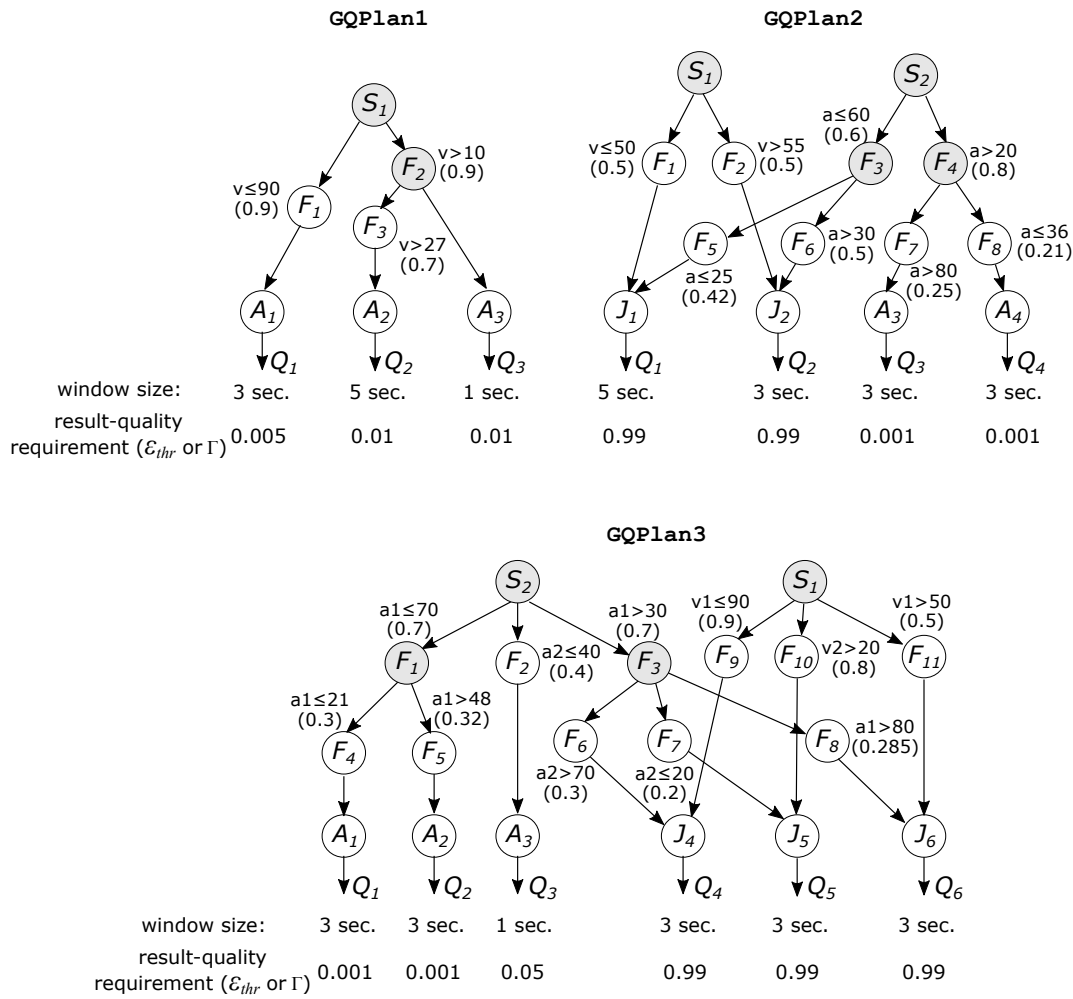 GQPlan1
S1
v≤90
(0.9)
F1
F2
v>10
(0.9)
F3
v>27
(0.7)
A1
A2
A3
Q1
Q2
Q3
GQPlan2
S1
S2
v≤50
(0.5)
F1
F2
v>55
(0.5)
a≤60
(0.6)
F3
F4
a>20
(0.8)
F5
a≤25
(0.42)
F6
a>30
(0.5)
F7
a>80
(0.25)
F8
a≤36
(0.21)
J1
J2
A3
A4
Q1
Q2
Q3
Q4
window size: 3 sec. 5 sec. 1 sec. 5 sec. 3 sec. 3 sec. 3 sec.
result-quality
requirement (Ɛthr or Γ) 0.005 0.01 0.01 0.99 0.99 0.001 0.001
GQPlan3
S2
S1
a1≤70
(0.7)
F1
F2
a2≤40
(0.4)
a1>30
(0.7)
F3
v1≤90
(0.9)
F9
F10
v2>20
(0.8)
v1>50
(0.5)
F11
a1≤21
(0.3)
F4
a1>48
(0.32)
F5
F6
a2>70
(0.3)
F7
a2≤20
(0.2)
F8
a1>80
(0.285)
A1
A2
A3
J4
J5
J6
Q1
Q2
Q3
Q4
Q5
Q6
window size: 3 sec. 3 sec. 1 sec. 3 sec. 3 sec. 3 sec.
result-quality
requirement (Ɛthr or Γ) 0.001 0.001 0.05 0.99 0.99 0.99